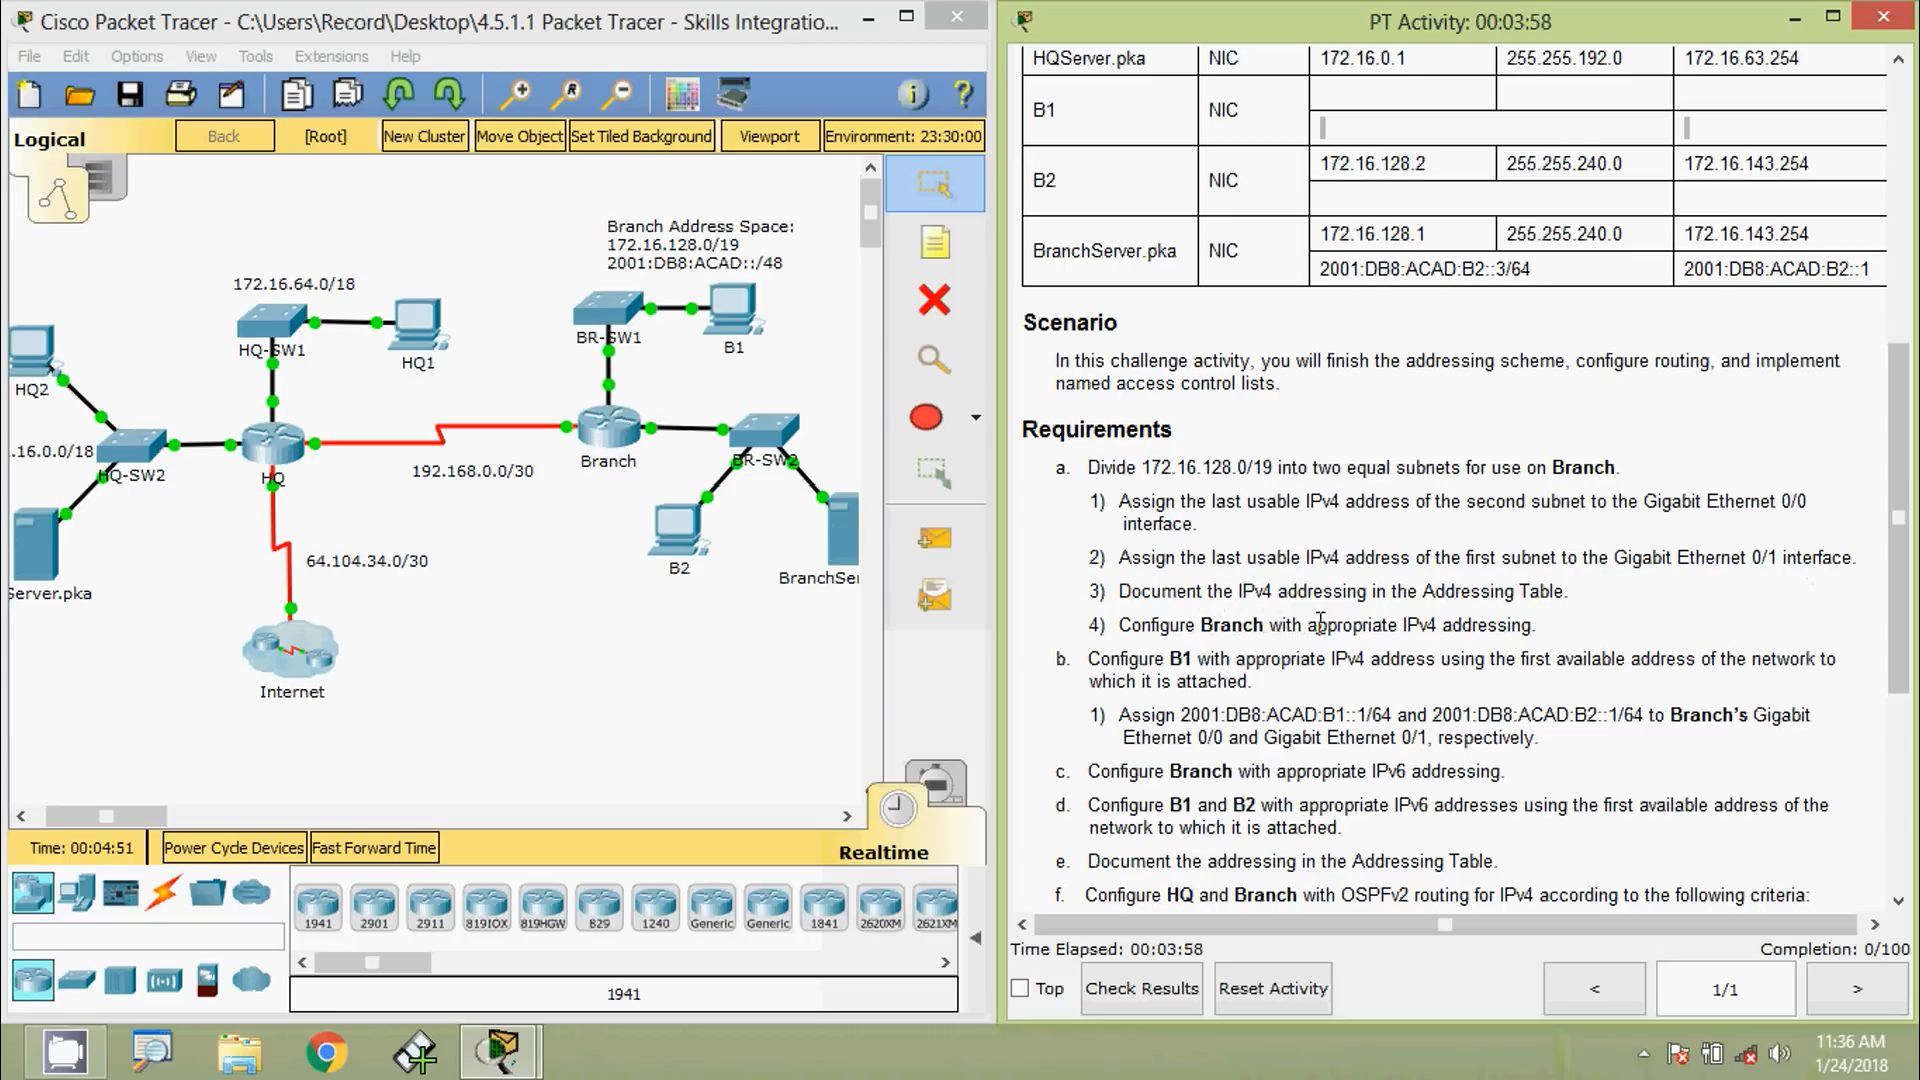 Cisco Packet Tracer - C:\Users\Record\Desktop\4.5.1.1 Packet Tracer - Skills Integratio...
File Edit Options View Tools Extensions Help
Logical
Back
[Root]
New Cluster
Move Object
Set Tiled Background
Viewport
Environment: 23:30:00
Branch Address Space:
172.16.128.0/19
2001:DB8:ACAD::/48
172.16.64.0/18
HQ-SW1
HQ1
BR-SW1
B1
HQ2
.16.0.0/18
HQ-SW2
HQ
192.168.0.0/30
Branch
BR-SW2
64.104.34.0/30
B2
BranchSer
Server.pka
Internet
Time: 00:04:51
Power Cycle Devices
Fast Forward Time
Realtime
1941
2901
2911
819IOX
819HGW
829
1240
Generic
Generic
1841
2620XM
2621XM
1941
PT Activity: 00:03:58
HQServer.pka NIC 172.16.0.1 255.255.192.0 172.16.63.254
B1 NIC
B2 NIC 172.16.128.2 255.255.240.0 172.16.143.254
BranchServer.pka NIC 172.16.128.1 255.255.240.0 172.16.143.254
2001:DB8:ACAD:B2::3/64 2001:DB8:ACAD:B2::1
Scenario
In this challenge activity, you will finish the addressing scheme, configure routing, and implement
named access control lists.
Requirements
a. Divide 172.16.128.0/19 into two equal subnets for use on Branch.
1) Assign the last usable IPv4 address of the second subnet to the Gigabit Ethernet 0/0
interface.
2) Assign the last usable IPv4 address of the first subnet to the Gigabit Ethernet 0/1 interface.
3) Document the IPv4 addressing in the Addressing Table.
4) Configure Branch with appropriate IPv4 addressing.
b. Configure B1 with appropriate IPv4 address using the first available address of the network to
which it is attached.
1) Assign 2001:DB8:ACAD:B1::1/64 and 2001:DB8:ACAD:B2::1/64 to Branch's Gigabit
Ethernet 0/0 and Gigabit Ethernet 0/1, respectively.
c. Configure Branch with appropriate IPv6 addressing.
d. Configure B1 and B2 with appropriate IPv6 addresses using the first available address of the
network to which it is attached.
e. Document the addressing in the Addressing Table.
f. Configure HQ and Branch with OSPFv2 routing for IPv4 according to the following criteria:
Time Elapsed: 00:03:58
Completion: 0/100
Top
Check Results
Reset Activity
<
1/1
>
11:36 AM
1/24/2018